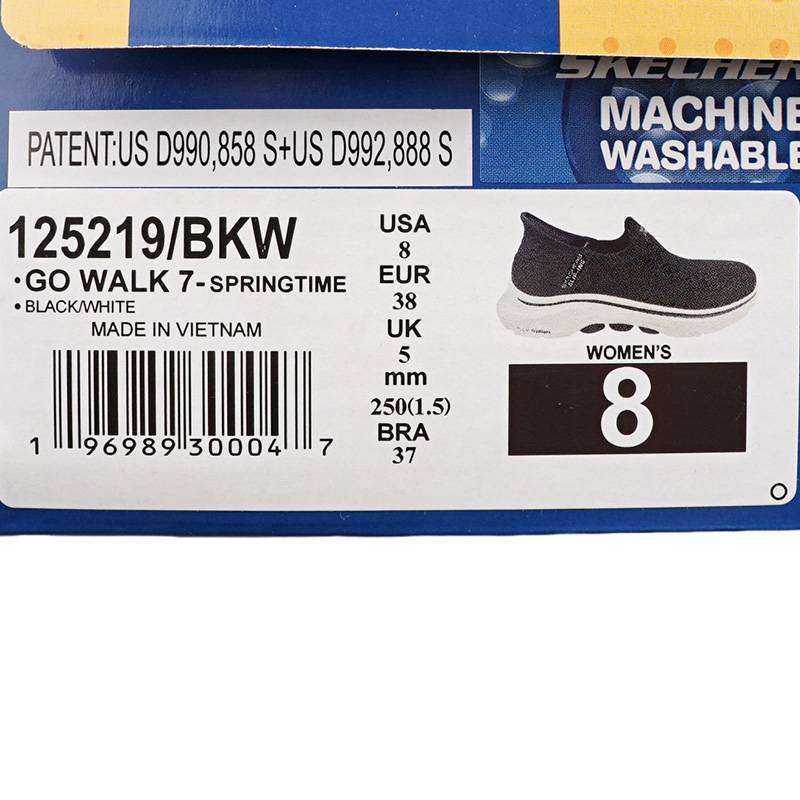 SKECHER
MACHINE
WASHABLE
PATENT:US D990,858 S+US D992,888 S
125219/BKW
•GO WALK 7-SPRINGTIME
•BLACK/WHITE
MADE IN VIETNAM
1 96989 30004 7
USA
8
EUR
38
UK
5
mm
250(1.5)
BRA
37
WOMEN'S
8